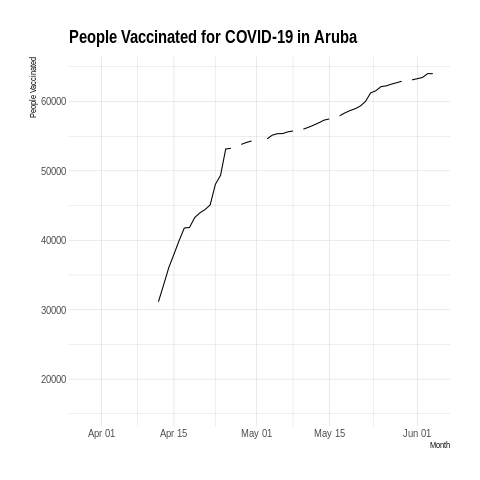 People Vaccinated for COVID-19 in Aruba
People Vaccinated
60000
50000
40000
30000
20000
Apr 01 Apr 15 May 01 May 15 Jun 01
Month